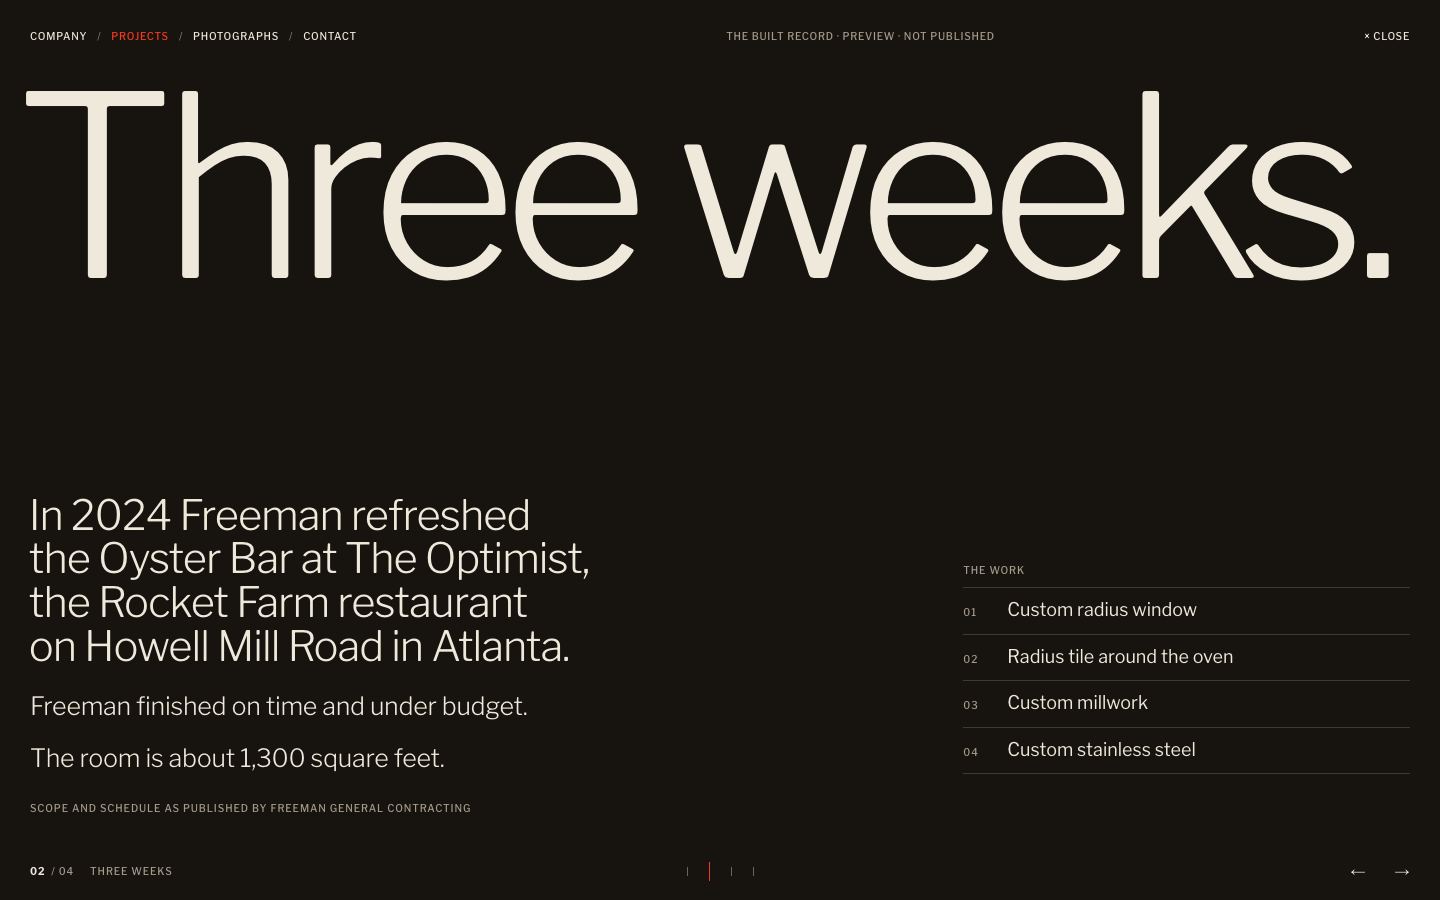 COMPANY / PROJECTS / PHOTOGRAPHS / CONTACT
THE BUILT RECORD · PREVIEW · NOT PUBLISHED
× CLOSE
Three weeks.
In 2024 Freeman refreshed
the Oyster Bar at The Optimist,
the Rocket Farm restaurant
on Howell Mill Road in Atlanta.
Freeman finished on time and under budget.
The room is about 1,300 square feet.
SCOPE AND SCHEDULE AS PUBLISHED BY FREEMAN GENERAL CONTRACTING
THE WORK
01 Custom radius window
02 Radius tile around the oven
03 Custom millwork
04 Custom stainless steel
02 / 04 THREE WEEKS
← →